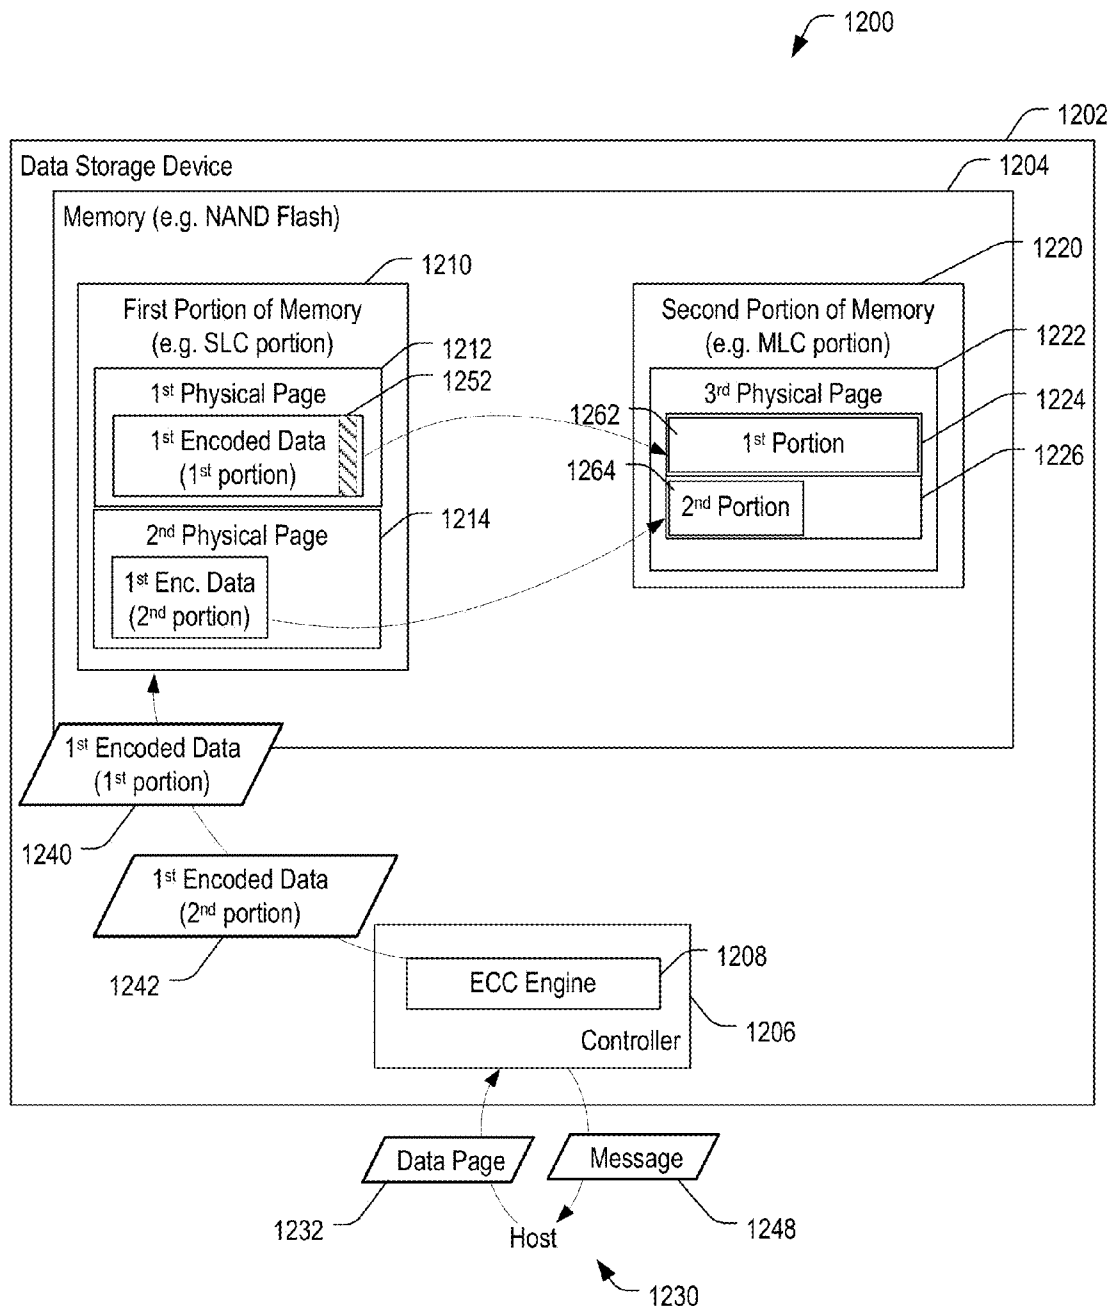 1200
1202
Data Storage Device
1204
Memory (e.g. NAND Flash)
1210
1220
First Portion of Memory
(e.g. SLC portion)
Second Portion of Memory
(e.g. MLC portion)
1212
1222
1st Physical Page
1252
3rd Physical Page
1224
1262
1st Encoded Data
(1st portion)
1st Portion
1226
1264
2nd Portion
1214
2nd Physical Page
1st Enc. Data
(2nd portion)
1st Encoded Data
(1st portion)
1240
1st Encoded Data
(2nd portion)
1242
1208
ECC Engine
1206
Controller
Data Page
Message
1232
1248
Host
1230